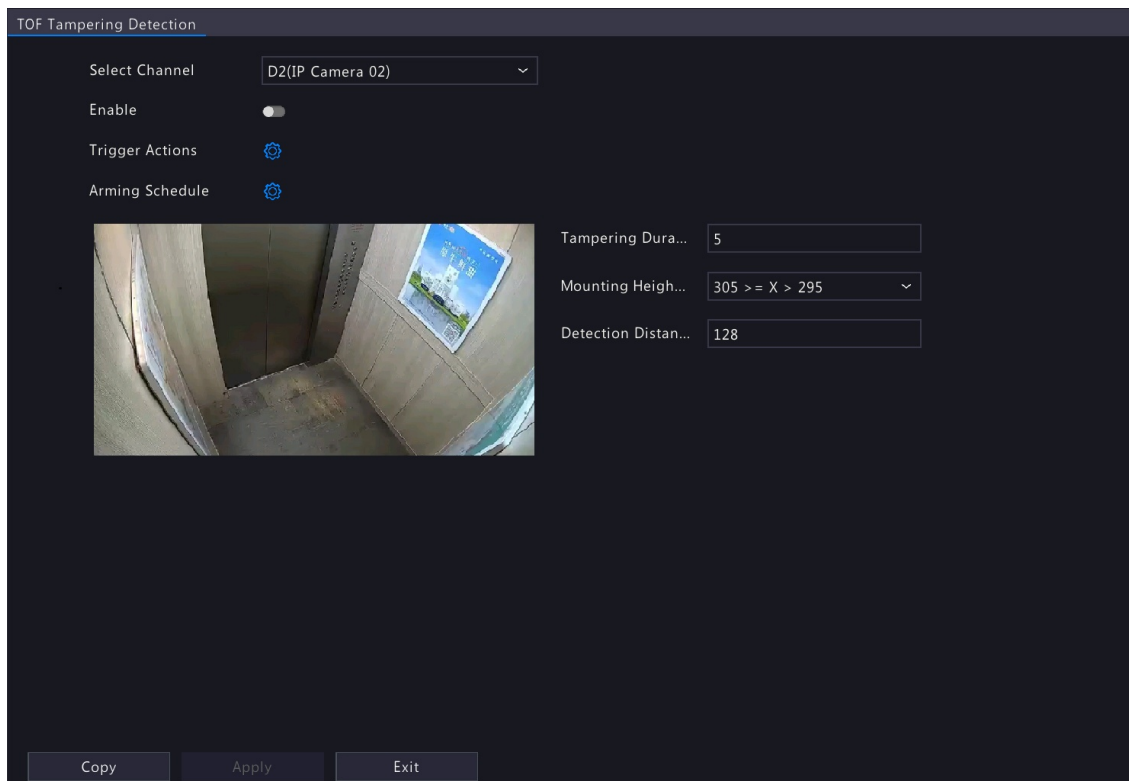 TOF Tampering Detection
Select Channel
D2(IP Camera 02)
Enable
Trigger Actions
Arming Schedule
Tampering Dura...
5
Mounting Heigh...
305 >= X > 295
Detection Distan...
128
Copy
Apply
Exit